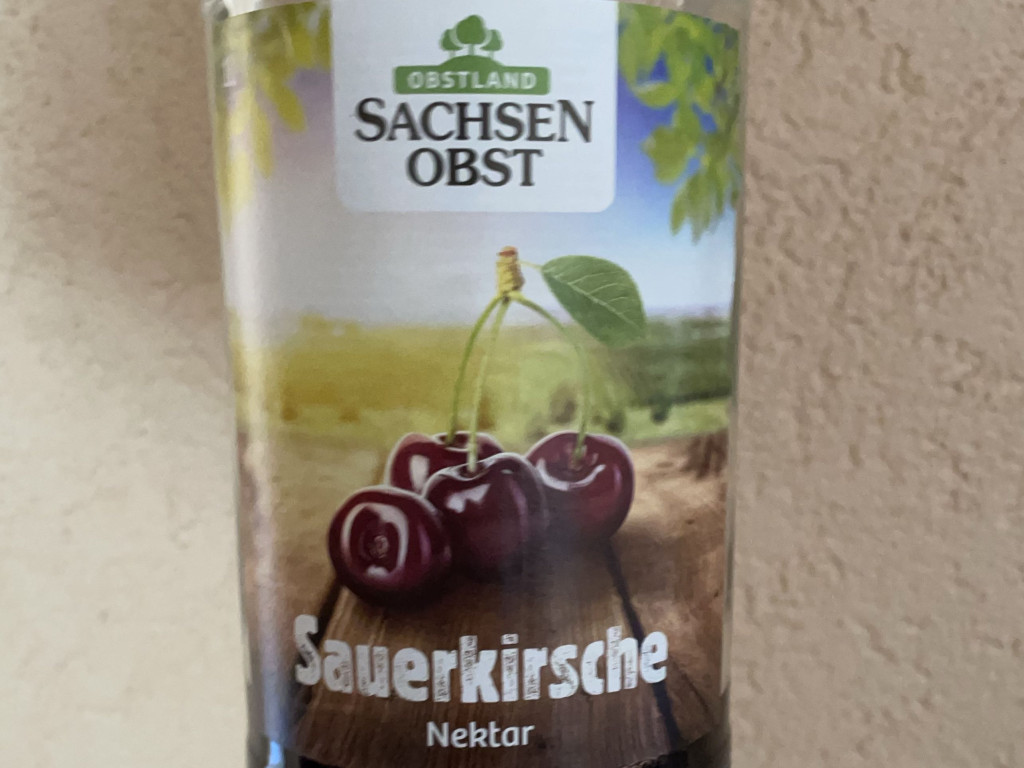 OBSTLAND
SACHSEN
OBST
Sauerkirsche
Nektar